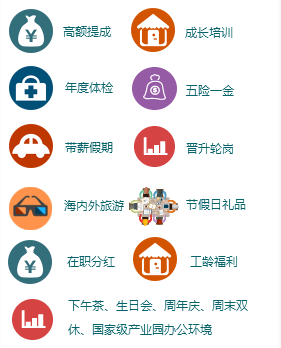 高额提成 成长培训
年度体检 五险一金
带薪假期 晋升轮岗
海内外旅游 节假日礼品
在职分红 工龄福利
下午茶、生日会、周年庆、周末双
休、国家级产业园办公环境